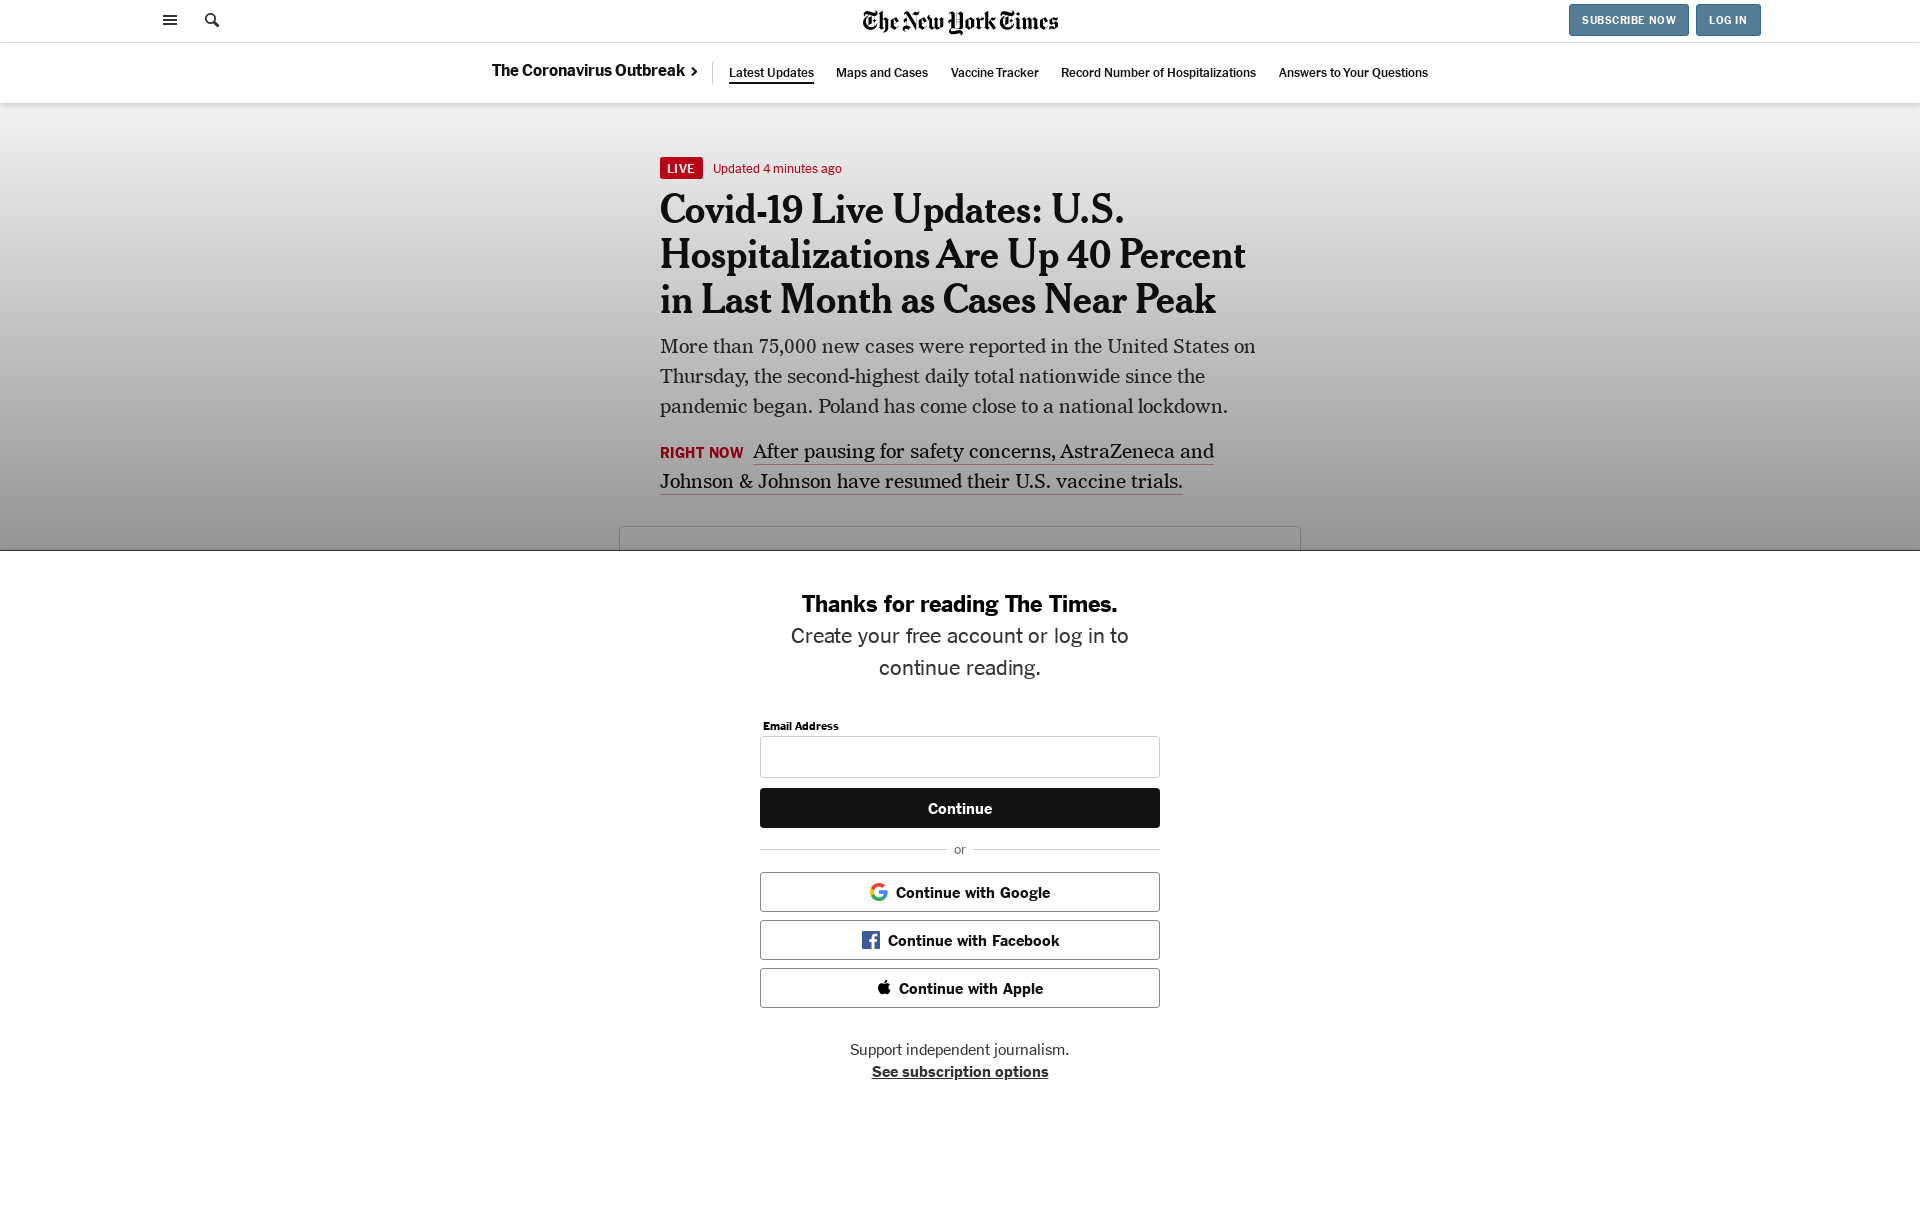 The New York Times
SUBSCRIBE NOW
LOG IN
The Coronavirus Outbreak
Latest Updates
Maps and Cases
Vaccine Tracker
Record Number of Hospitalizations
Answers to Your Questions
LIVE Updated 4 minutes ago
Covid-19 Live Updates: U.S.
Hospitalizations Are Up 40 Percent
in Last Month as Cases Near Peak
More than 75,000 new cases were reported in the United States on
Thursday, the second-highest daily total nationwide since the
pandemic began. Poland has come close to a national lockdown.
RIGHT NOW After pausing for safety concerns, AstraZeneca and
Johnson & Johnson have resumed their U.S. vaccine trials.
Thanks for reading The Times.
Create your free account or log in to
continue reading.
Email Address
Continue
or
Continue with Google
Continue with Facebook
Continue with Apple
Support independent journalism.
See subscription options